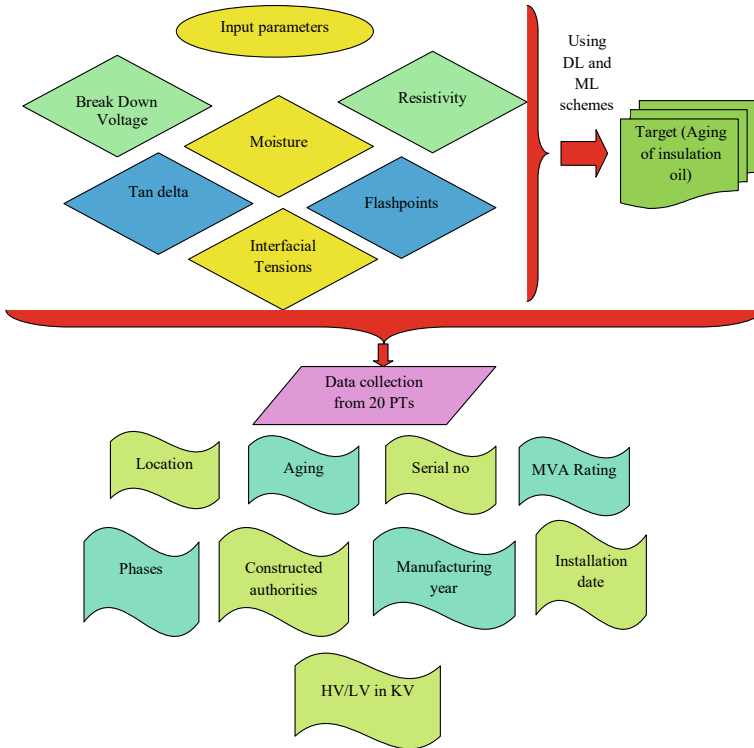 Input parameters
Using
DL and
ML
schemes
Break Down
Voltage
Resistivity
Moisture
Target (Aging
of insulation
oil)
Tan delta
Flashpoints
Interfacial
Tensions
Data collection
from 20 PTs
Location
Aging
Serial no
MVA Rating
Phases
Constructed
authorities
Manufacturing
year
Installation
date
HV/LV in KV